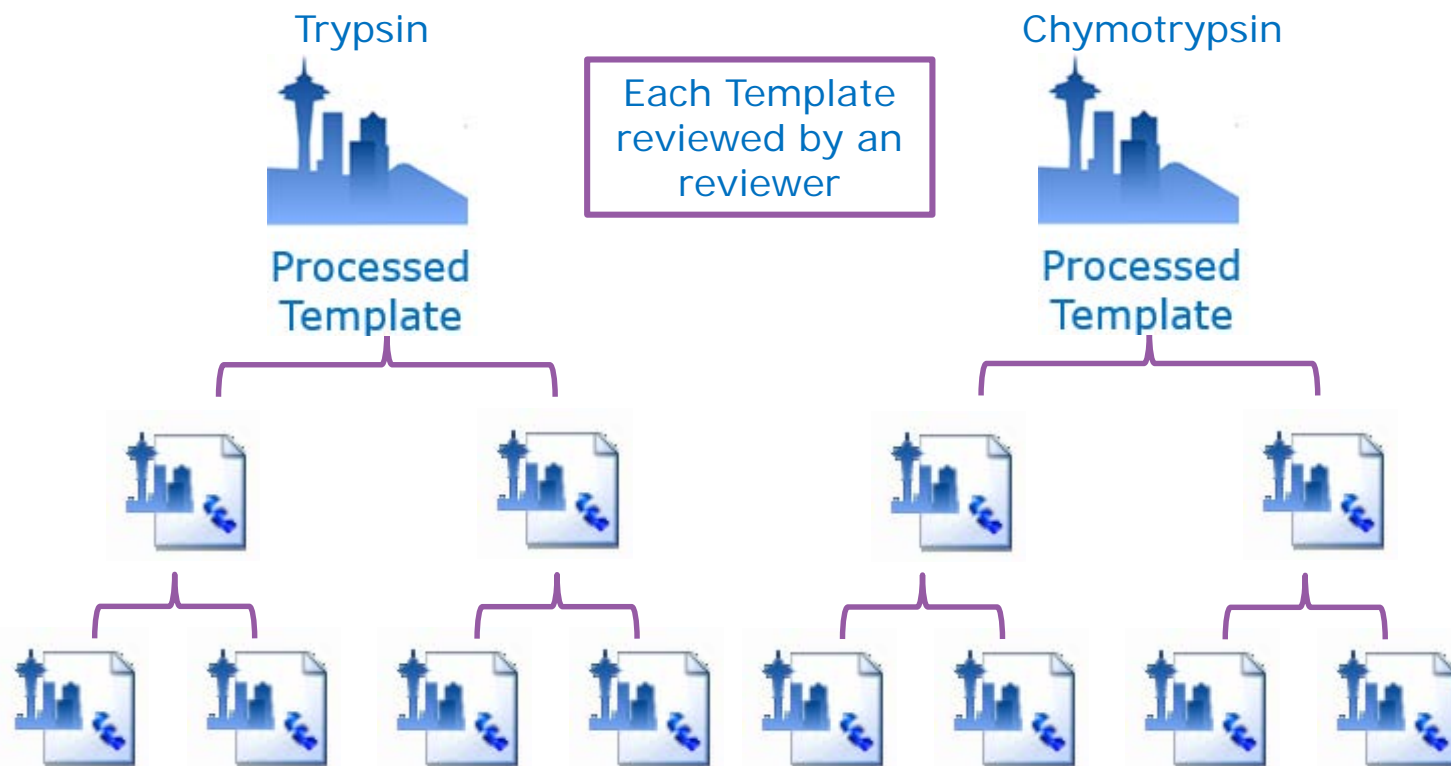 Trypsin
Chymotrypsin
Each Template
reviewed by an
reviewer
Processed
Template
Processed
Template